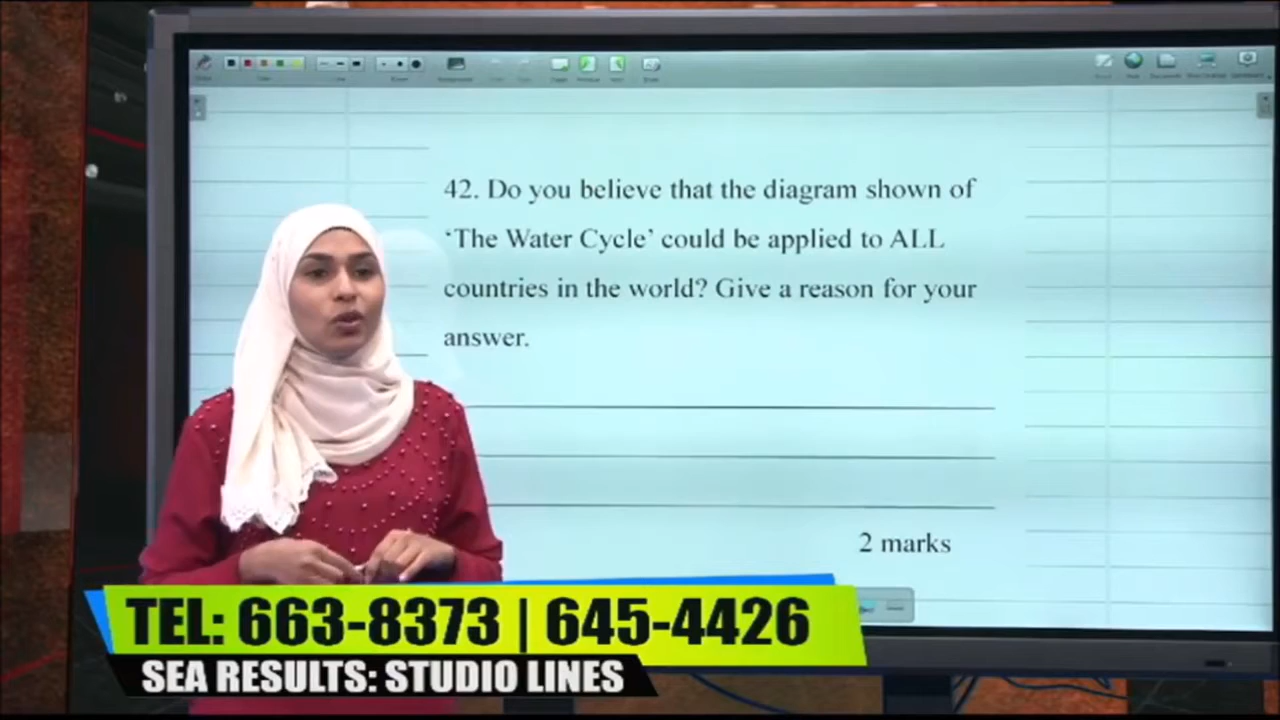 42. Do you believe that the diagram shown of
‘The Water Cycle’ could be applied to ALL
countries in the world? Give a reason for your
answer.
2 marks
TEL: 663-8373 | 645-4426
SEA RESULTS: STUDIO LINES